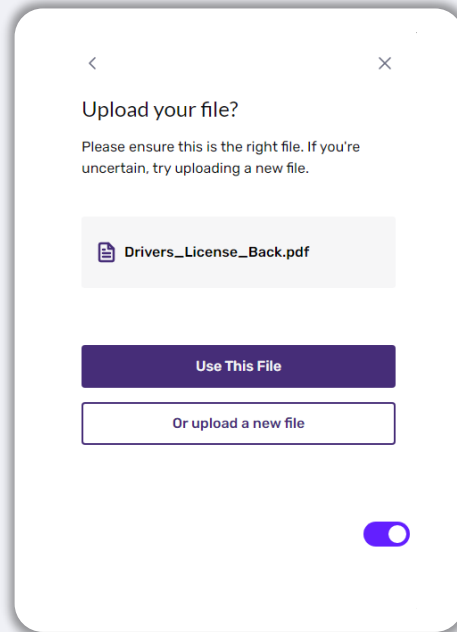 Upload your file?
Please ensure this is the right file. If you're
uncertain, try uploading a new file.
Drivers_License_Back.pdf
Use This File
Or upload a new file